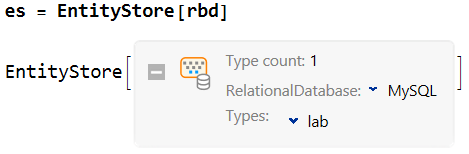 es = EntityStore[rbd]
EntityStore[
Type count: 1
RelationalDatabase: MySQL
Types: lab
]